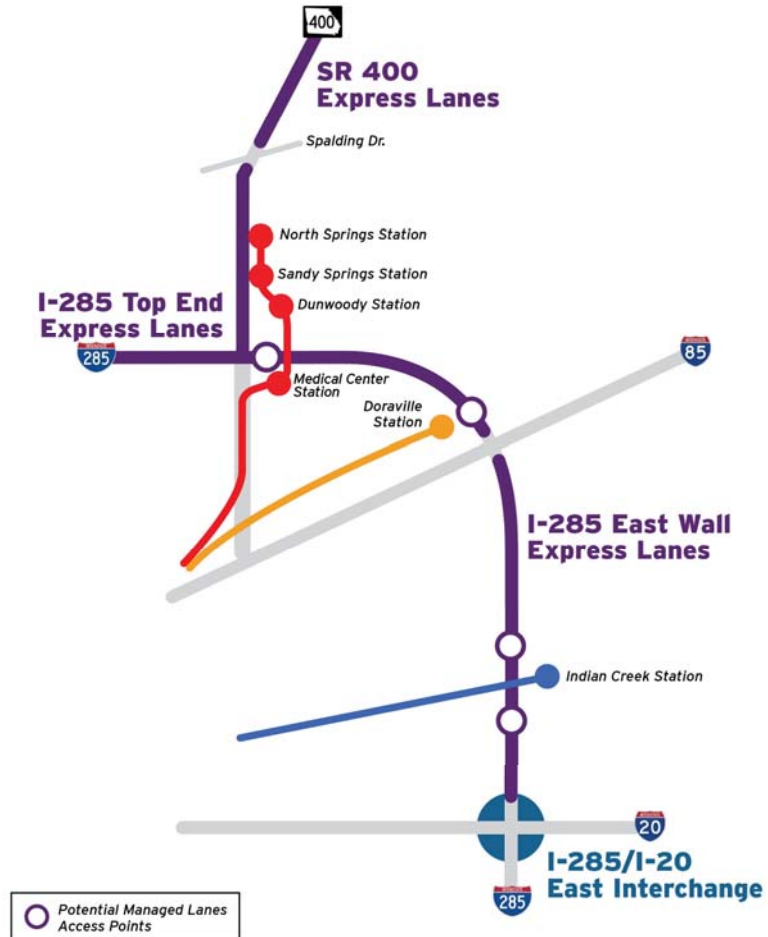 400
SR 400
Express Lanes
Spalding Dr.
North Springs Station
Sandy Springs Station
Dunwoody Station
I-285 Top End
Express Lanes
285
85
Medical Center
Station
Doraville
Station
I-285 East Wall
Express Lanes
Indian Creek Station
20
I-285/I-20
East Interchange
285
Potential Managed Lanes
Access Points